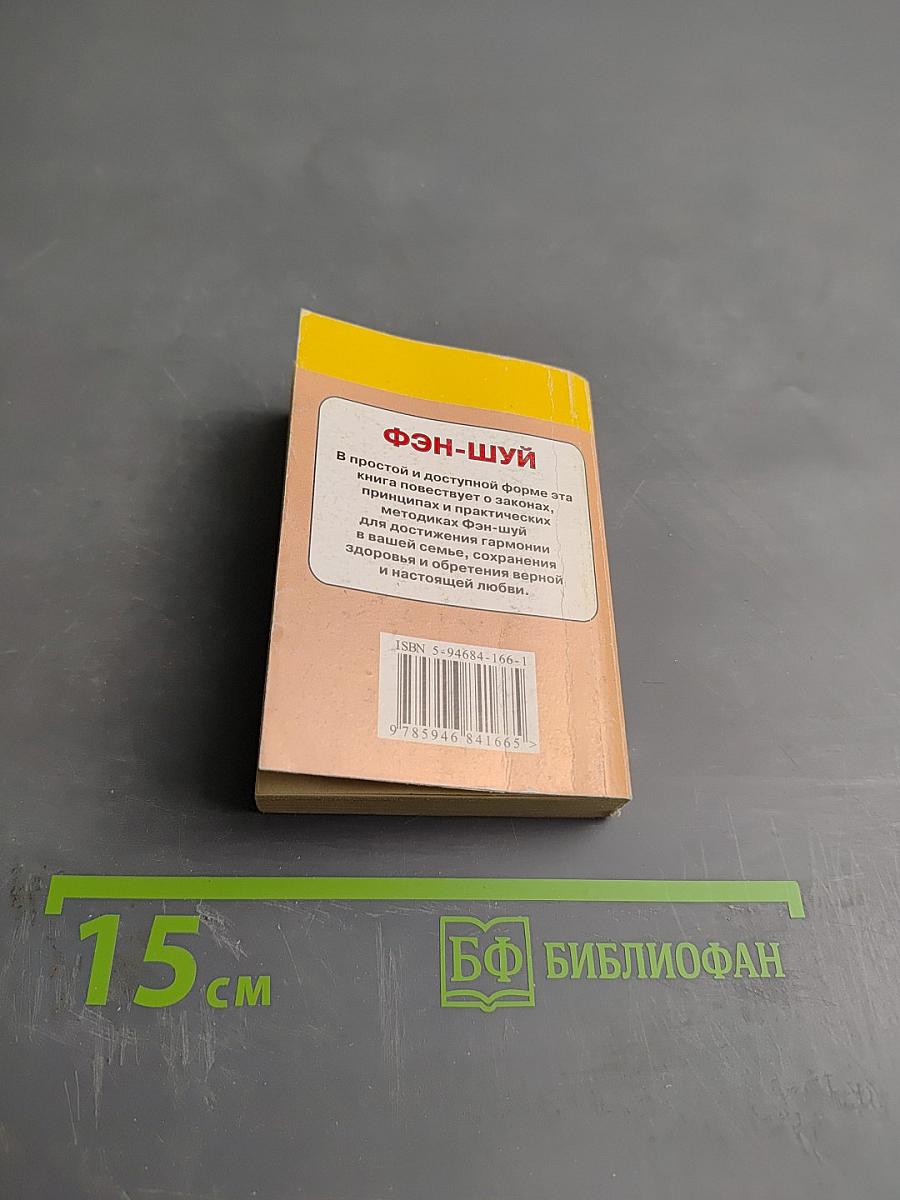 ФЭН-ШУЙ
В простой и доступной форме эта
книга повествует о законах,
принципах и практических
методиках Фэн-шуй
для достижения гармонии
в вашей семье, сохранения
здоровья и обретения верной
и настоящей любви.
ISBN 5-94684-166-1
9 785946 841665 >
15 см
БФ БИБЛИОФАН